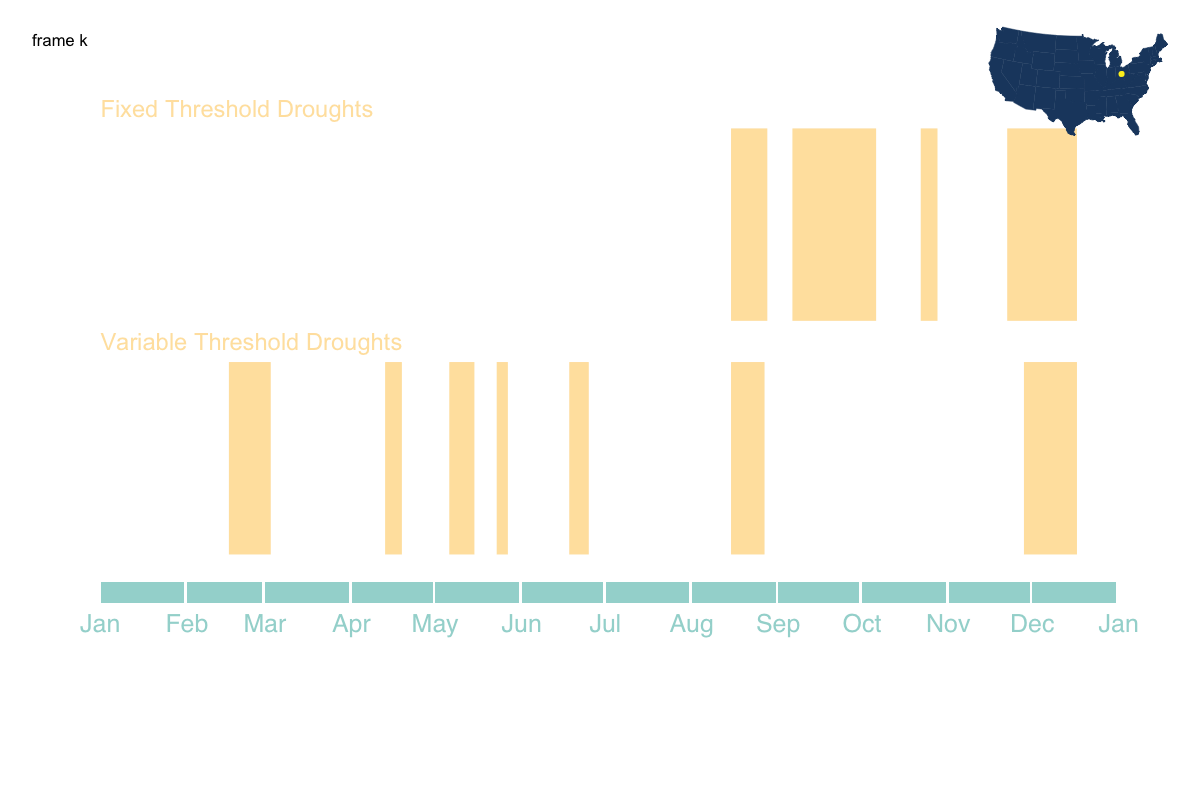 frame k
Fixed Threshold Droughts
Variable Threshold Droughts
Jan Feb Mar Apr May Jun Jul Aug Sep Oct Nov Dec Jan